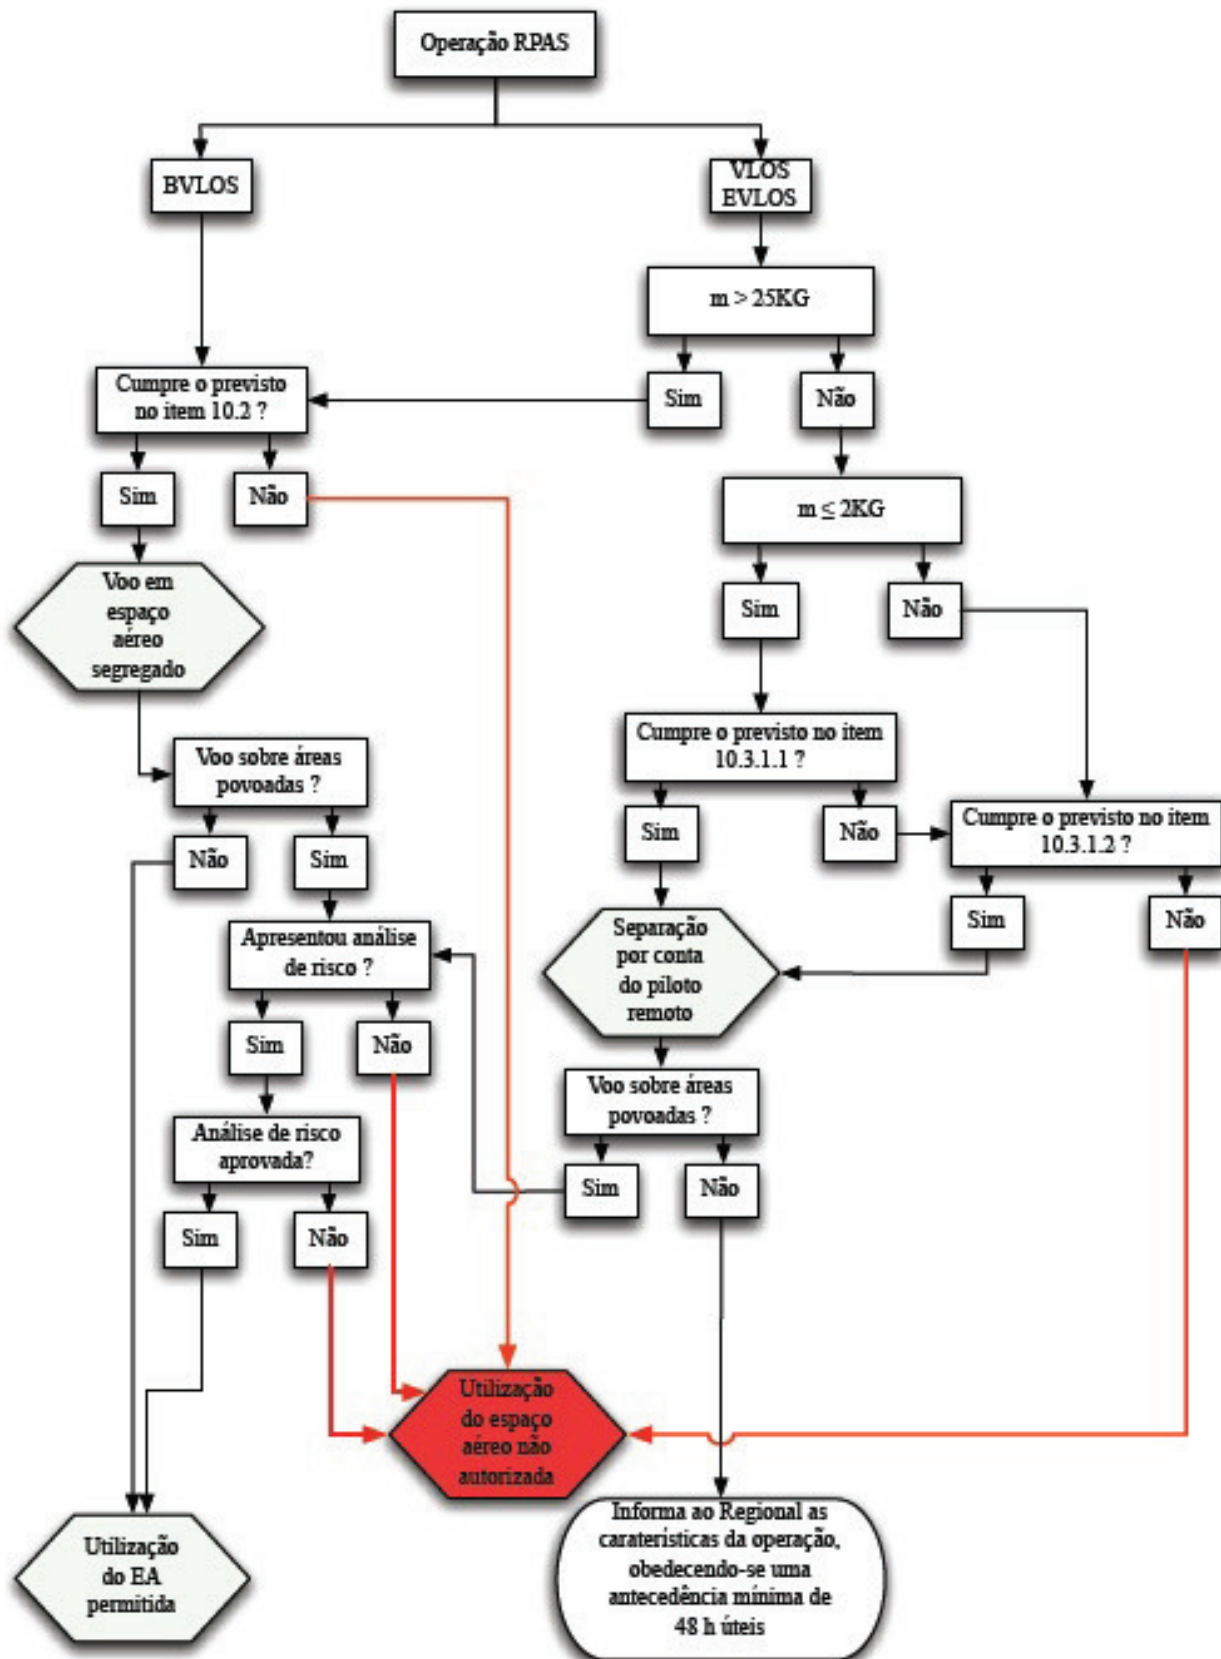 Operação RPAS
BVLOS
VLOS
EVLOS
m > 25KG
Cumpre o previsto
no item 10.2 ?
Sim
Não
Sim
Não
m ≤ 2KG
Voo em
espaço
aéreo
segregado
Sim
Não
Cumpre o previsto no item
10.3.1.1 ?
Voo sobre áreas
povoadas ?
Sim
Não
Cumpre o previsto no item
10.3.1.2 ?
Não
Sim
Sim
Não
Apresentou análise
de risco ?
Separação
por conta
do piloto
remoto
Sim
Não
Voo sobre áreas
povoadas ?
Análise de risco
aprovada?
Sim
Não
Sim
Não
Utilização
do espaço
aéreo não
autorizada
Informa ao Regional as
caraterísticas da operação,
obedecendo-se uma
antecedência mínima de
48 h úteis
Utilização
do EA
permitida